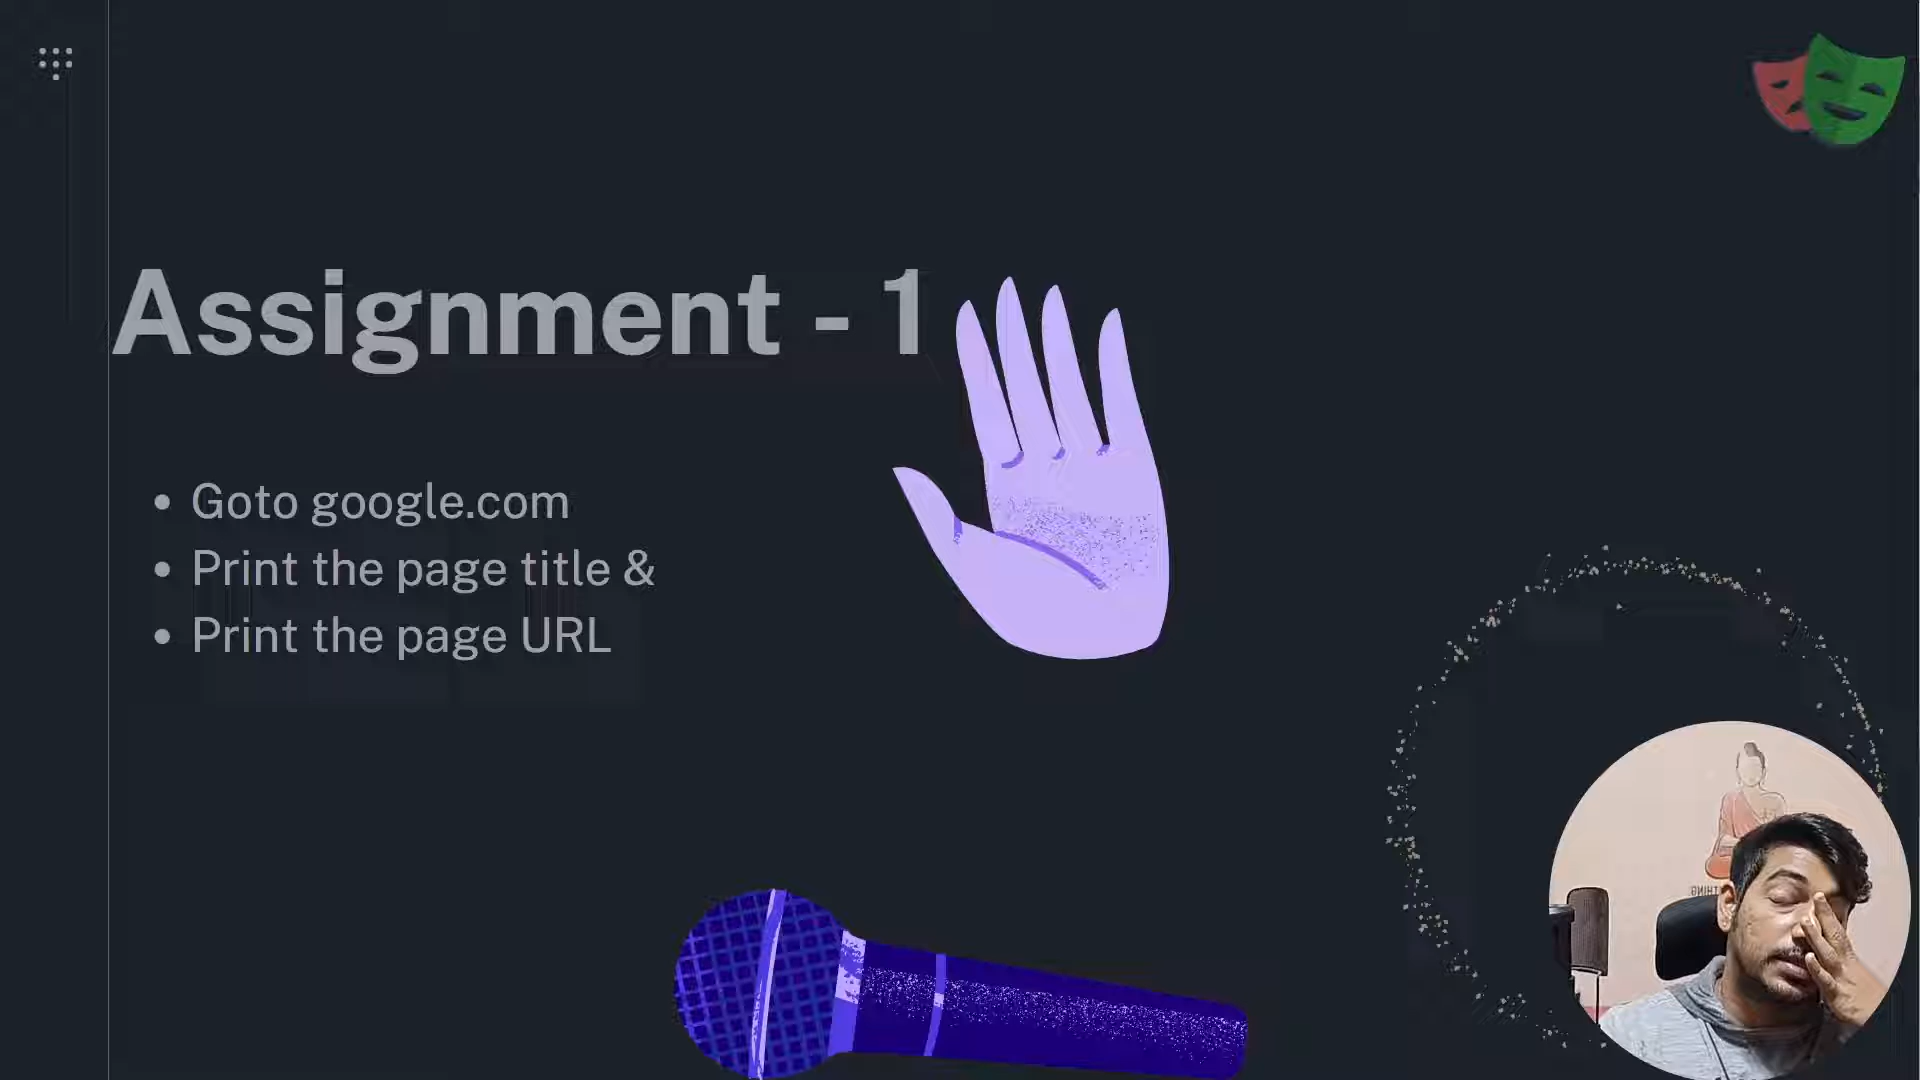 Assignment - 1
• Goto google.com
• Print the page title &
• Print the page URL